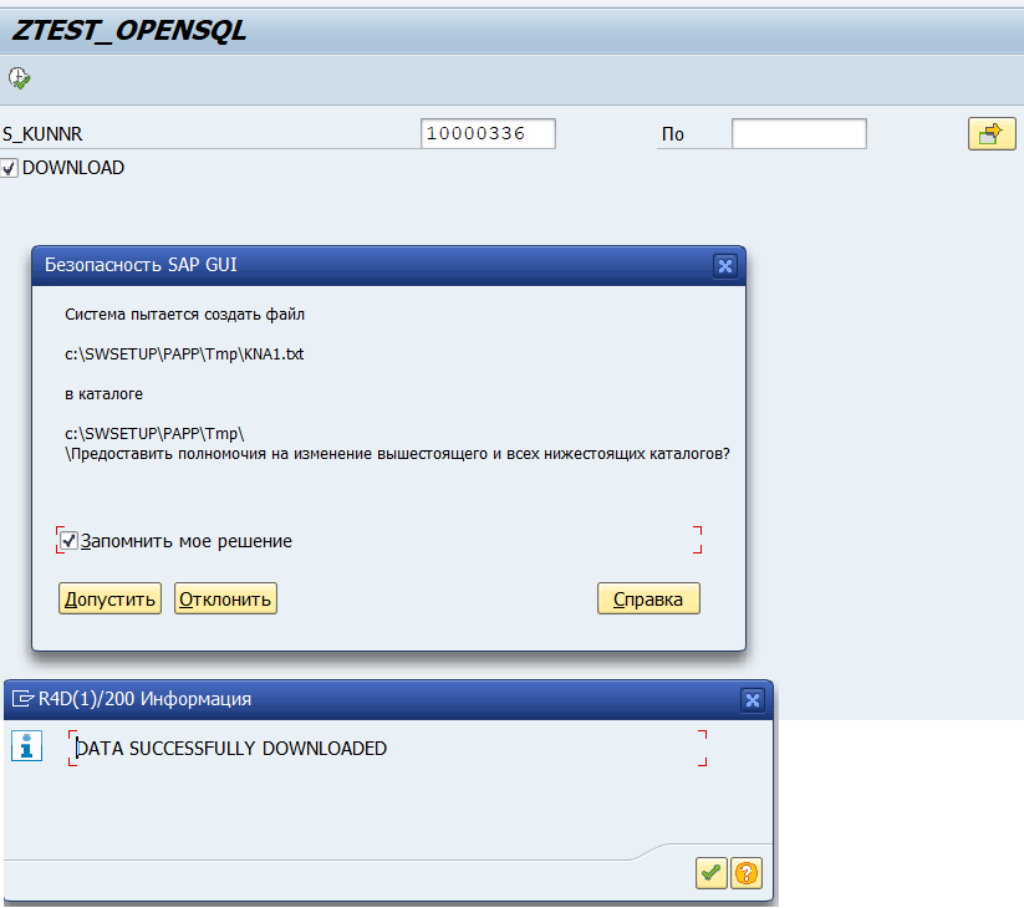 ZTEST_OPENSQL
S_KUNNR 10000336 По
DOWNLOAD
Безопасность SAP GUI
Система пытается создать файл
c:\SWSETUP\PAPP\Tmp\KNA1.txt
в каталоге
c:\SWSETUP\PAPP\Tmp\
\Предоставить полномочия на изменение вышестоящего и всех нижестоящих каталогов?
Запомнить мое решение
Допустить Отклонить Справка
R4D(1)/200 Информация
DATA SUCCESSFULLY DOWNLOADED